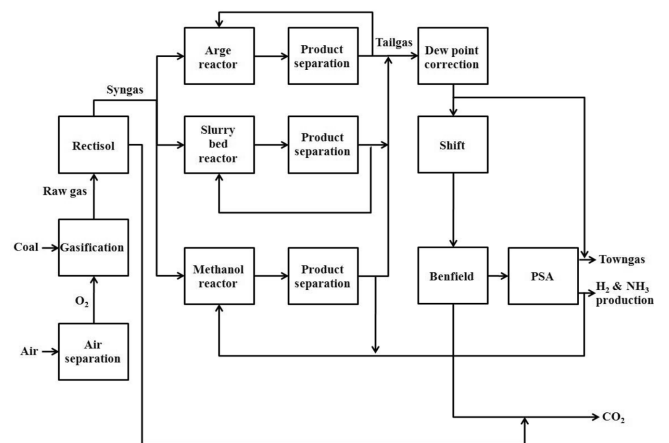 Arge
reactor
Product
separation
Tailgas
Dew point
correction
Syngas
Rectisol
Slurry
bed
reactor
Product
separation
Shift
Raw gas
Coal
Gasification
Methanol
reactor
Product
separation
Benfield
PSA
Towngas
H₂ & NH₃
production
O₂
Air
Air
separation
CO₂